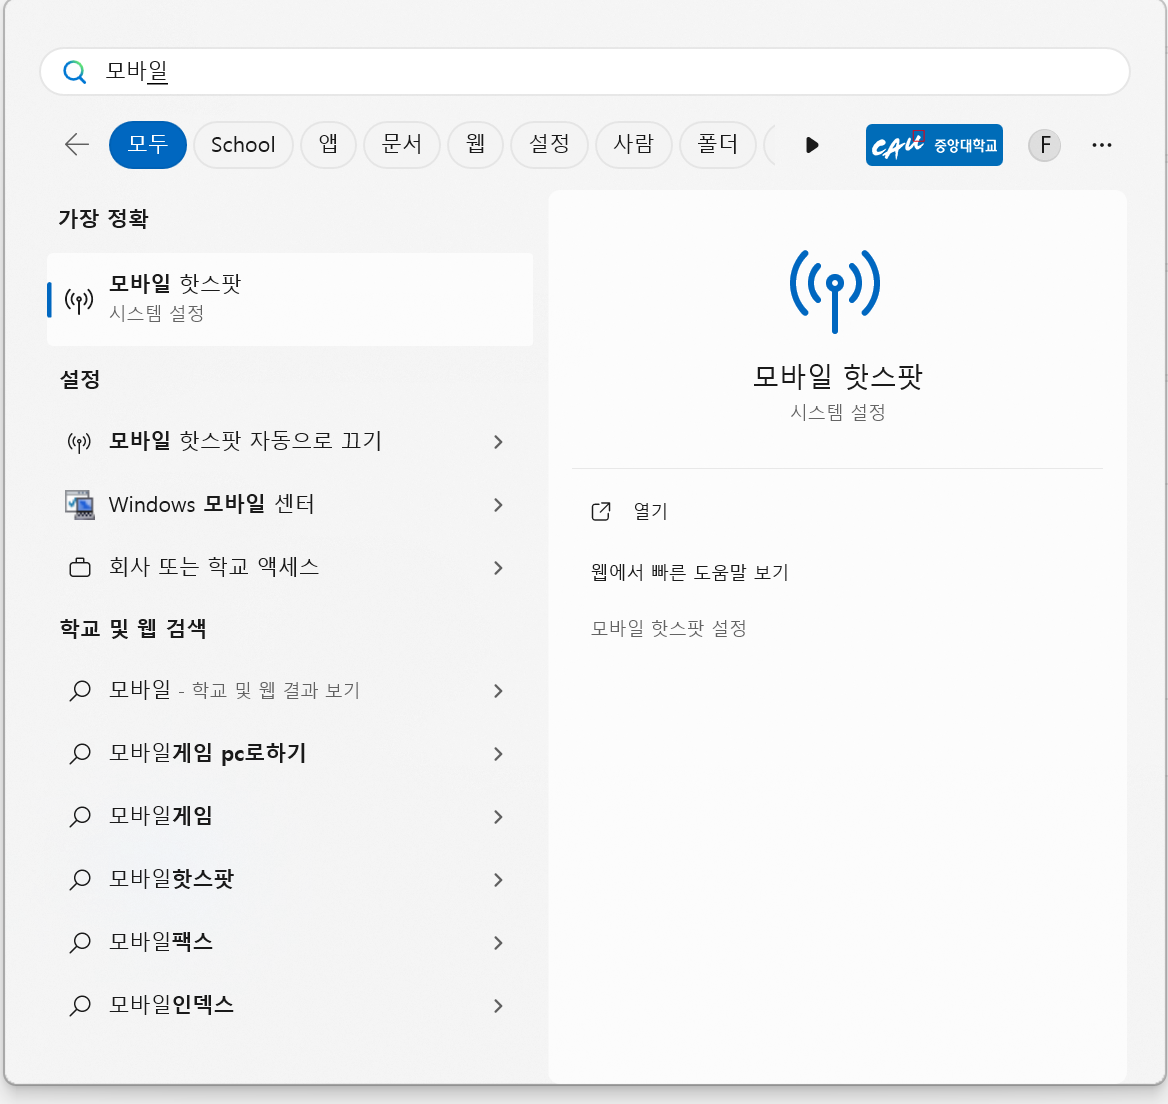 모바일
모두 School 앱 문서 웹 설정 사람 폴더 CAU 중앙대학교 F
가장 정확
모바일 핫스팟
시스템 설정
설정
모바일 핫스팟 자동으로 끄기
Windows 모바일 센터
회사 또는 학교 액세스
학교 및 웹 검색
모바일 - 학교 및 웹 결과 보기
모바일게임 pc로하기
모바일게임
모바일핫스팟
모바일팩스
모바일인덱스
모바일 핫스팟
시스템 설정
열기
웹에서 빠른 도움말 보기
모바일 핫스팟 설정